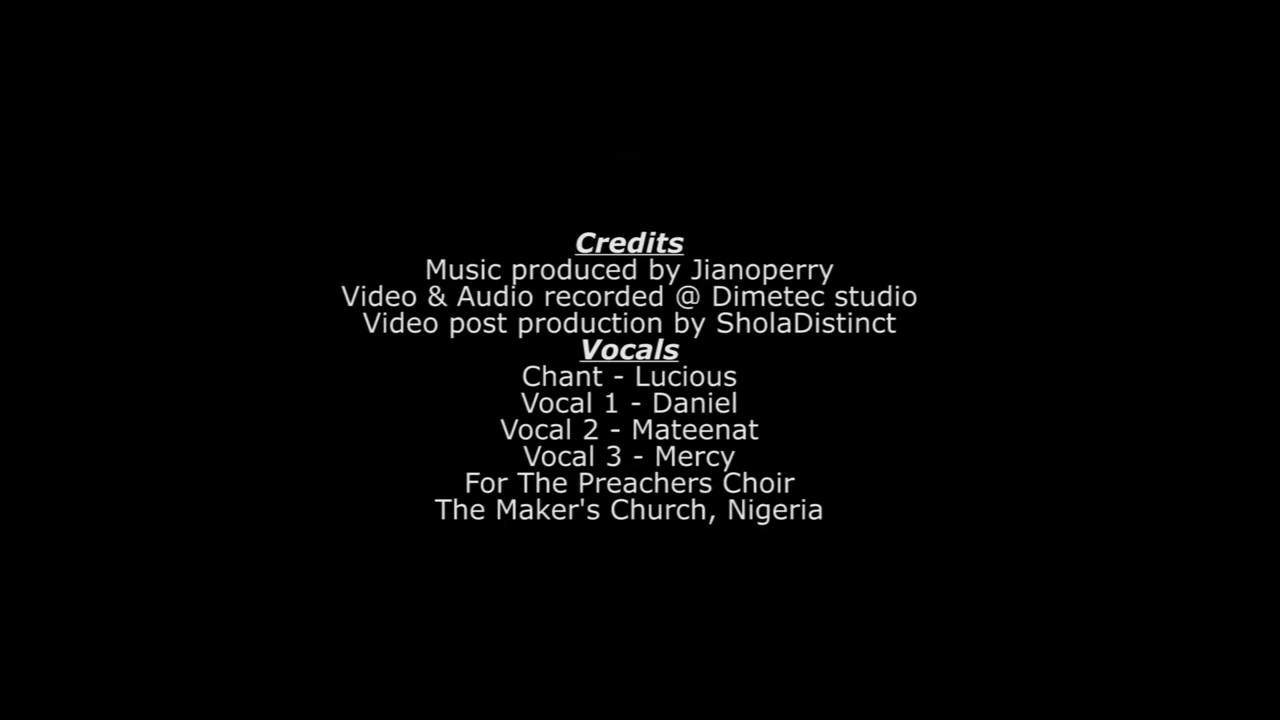 Credits
Music produced by Jianoperry
Video & Audio recorded @ Dimetec studio
Video post production by SholaDistinct
Vocals
Chant - Lucious
Vocal 1 - Daniel
Vocal 2 - Mateenat
Vocal 3 - Mercy
For The Preachers Choir
The Maker's Church, Nigeria